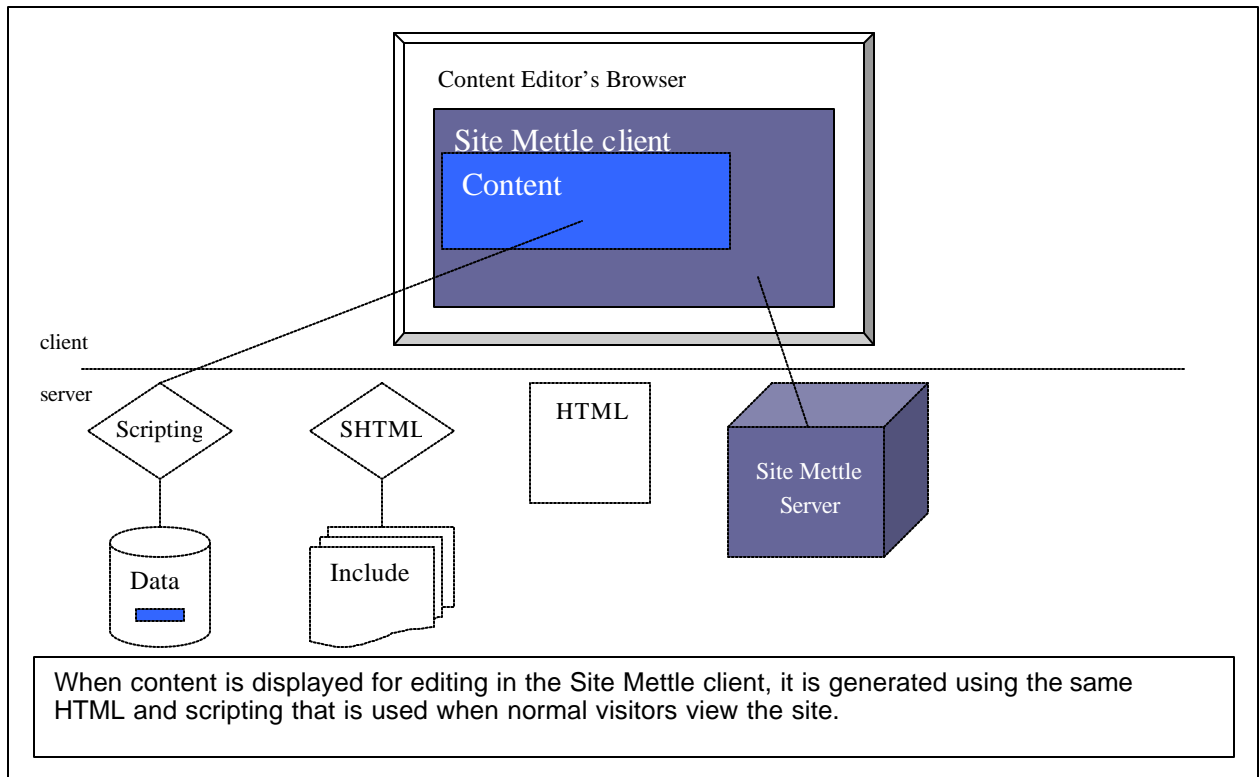 Content Editor's Browser
Site Mettle client
Content
client
server
Scripting
SHTML
HTML
Site Mettle
Server
Data
Include
When content is displayed for editing in the Site Mettle client, it is generated using the same
HTML and scripting that is used when normal visitors view the site.